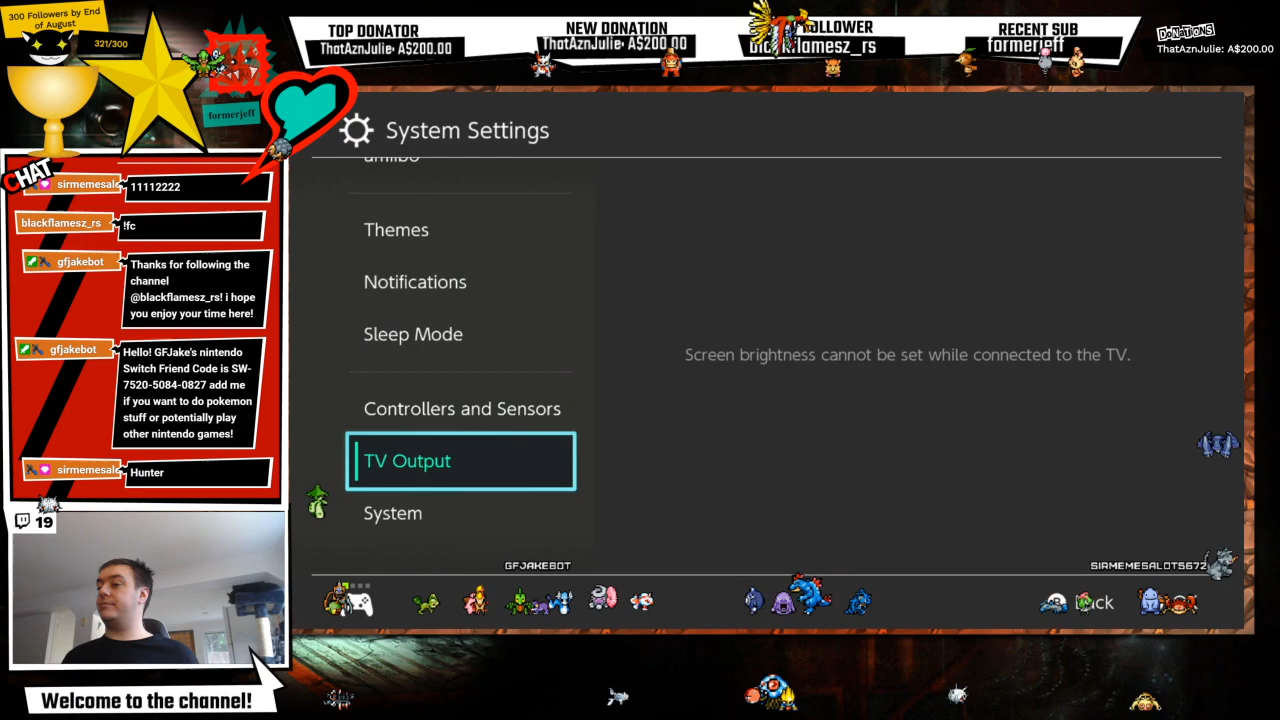 300 Followers by End
of August
321/300
formerjeff
TOP DONATOR
ThatAznJulie: A$200.00
NEW DONATION
ThatAznJulie: A$200.00
blackflamesz_rs
RECENT SUB
formerjeff
DONATIONS
ThatAznJulie: A$200.00
CHAT
11112222
blackflamesz_rs
!fc
gfjakebot
Thanks for following the
channel
@blackflamesz_rs! i hope
you enjoy your time here!
gfjakebot
Hello! GFJake's nintendo
Switch Friend Code is SW-
7520-5084-0827 add me
if you want to do pokemon
stuff or potentially play
other nintendo games!
sirmemesalo
Hunter
19
Welcome to the channel!
System Settings
amiibo
Themes
Notifications
Sleep Mode
Controllers and Sensors
TV Output
System
Screen brightness cannot be set while connected to the TV.
GFJAKEBOT
SIRMEMESALOT5672
Back